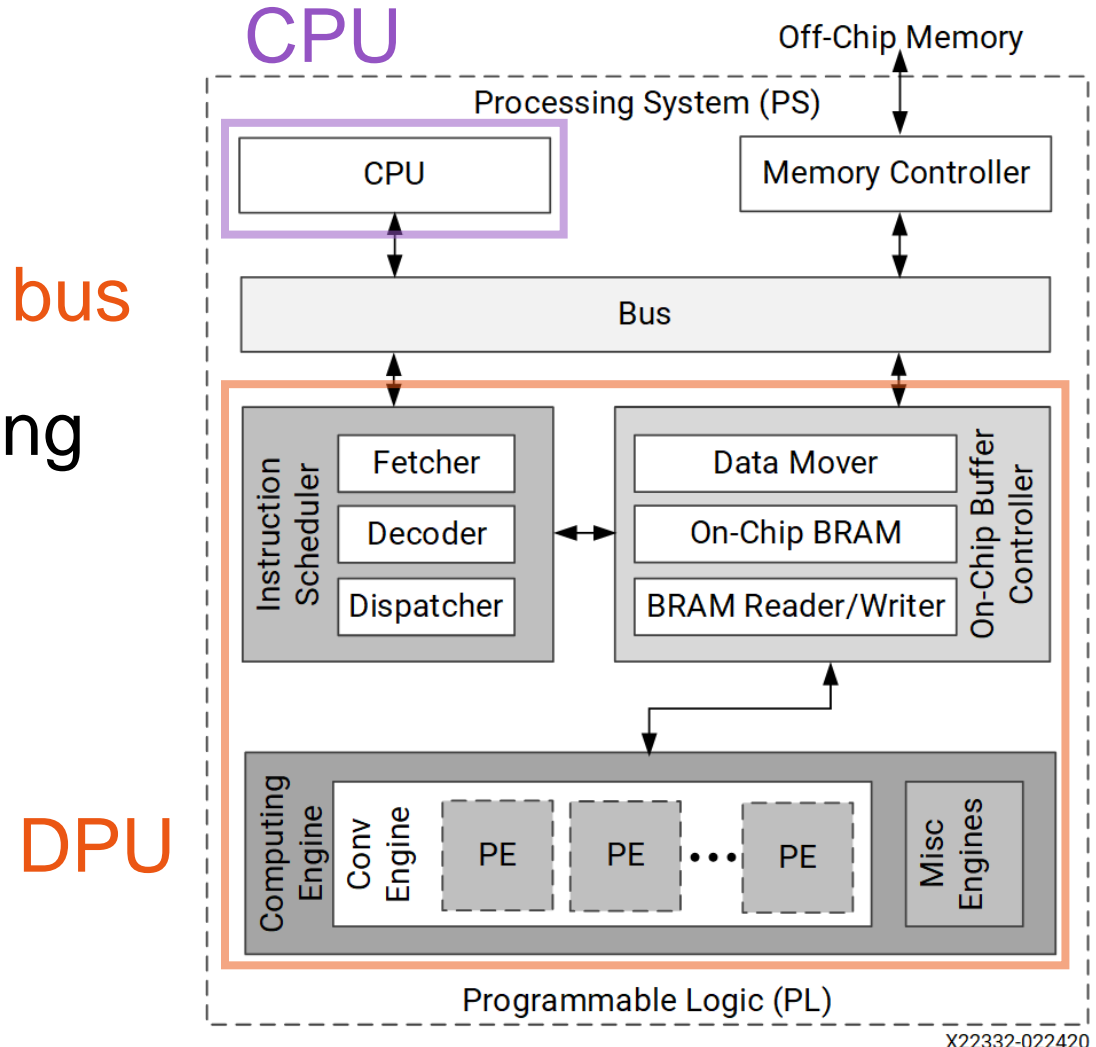 CPU
Off-Chip Memory
Processing System (PS)
CPU
Memory Controller
bus
Bus
ng
Instruction
Scheduler
Fetcher
Decoder
Dispatcher
Data Mover
On-Chip BRAM
BRAM Reader/Writer
On-Chip Buffer
Controller
DPU
Computing
Engine
Conv
Engine
PE
PE
•••
PE
Misc
Engines
Programmable Logic (PL)
X22332-022420